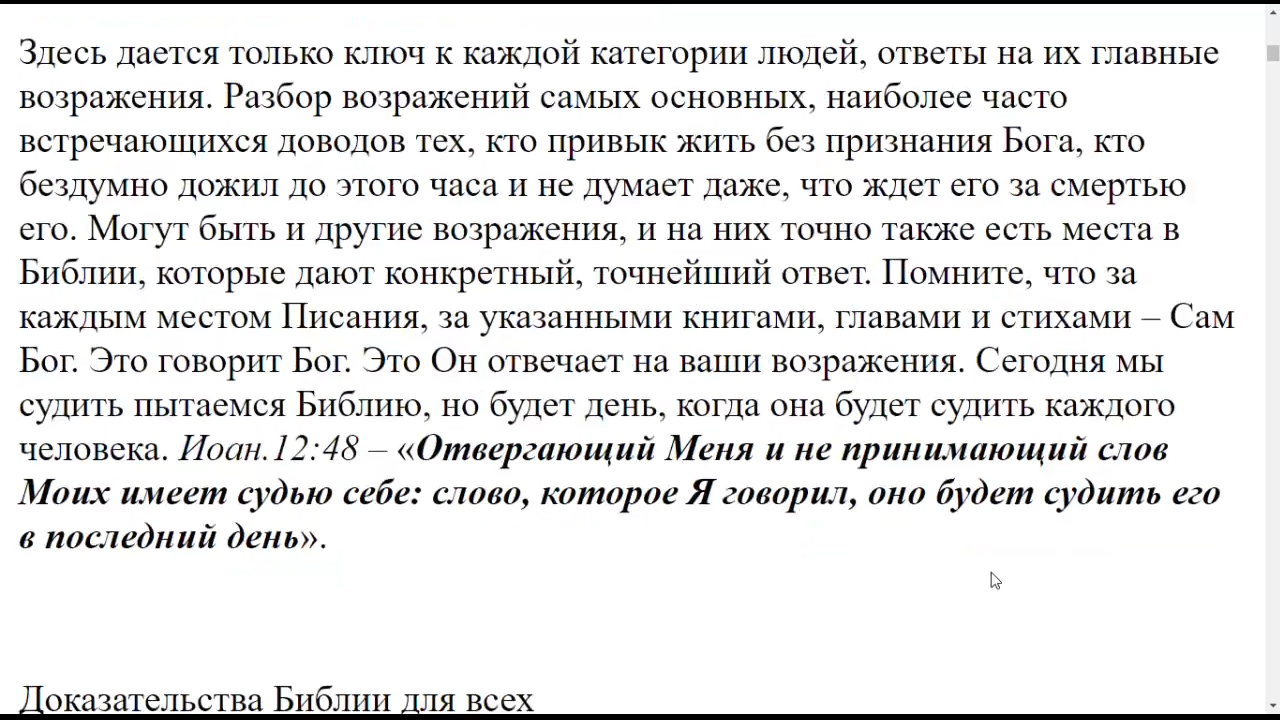 Здесь дается только ключ к каждой категории людей, ответы на их главные
возражения. Разбор возражений самых основных, наиболее часто
встречающихся доводов тех, кто привык жить без признания Бога, кто
бездумно дожил до этого часа и не думает даже, что ждет его за смертью
его. Могут быть и другие возражения, и на них точно также есть места в
Библии, которые дают конкретный, точнейший ответ. Помните, что за
каждым местом Писания, за указанными книгами, главами и стихами – Сам
Бог. Это говорит Бог. Это Он отвечает на ваши возражения. Сегодня мы
судить пытаемся Библию, но будет день, когда она будет судить каждого
человека. Иоан.12:48 – «Отвергающий Меня и не принимающий слов
Моих имеет судью себе: слово, которое Я говорил, оно будет судить его
в последний день».
Доказательства Библии для всех